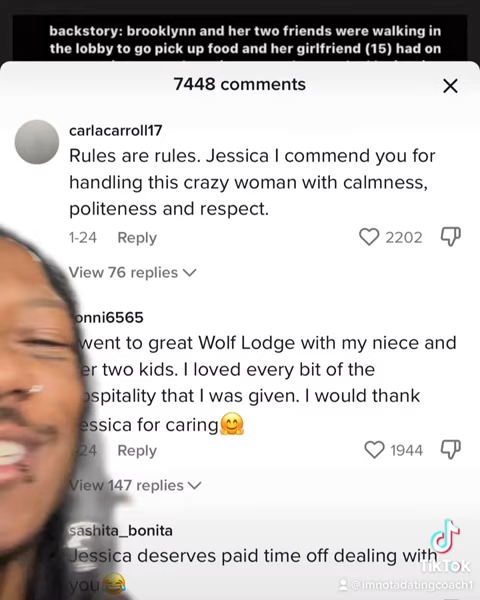 backstory: brooklynn and her two friends were walking in
the lobby to go pick up food and her girlfriend (15) had on
7448 comments
carlacarroll17
Rules are rules. Jessica I commend you for
handling this crazy woman with calmness,
politeness and respect.
1-24 Reply 2202
View 76 replies
onni6565
went to great Wolf Lodge with my niece and
er two kids. I loved every bit of the
ospitality that I was given. I would thank
essica for caring🤗
24 Reply 1944
View 147 replies
sashita_bonita
Jessica deserves paid time off dealing with
you😂
TikTok
@imnotadatingcoach1